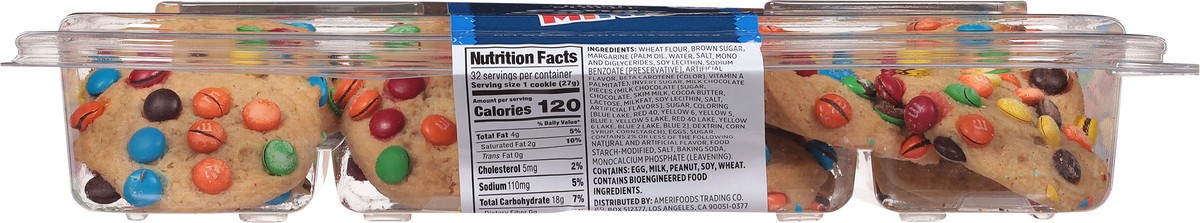 Nutrition Facts
32 servings per container
Serving size 1 cookie (27g)
Amount per serving
Calories 120
% Daily Value*
Total Fat 4g 5%
Saturated Fat 2g 10%
Trans Fat 0g
Cholesterol 5mg 2%
Sodium 110mg 5%
Total Carbohydrate 18g 7%
Dietary Fiber 0g
INGREDIENTS: WHEAT FLOUR, BROWN SUGAR,
MARGARINE (PALM OIL, WATER, SALT, MONO
AND DIGLYCERIDES, SOY LECITHIN, SODIUM
BENZOATE [PRESERVATIVE], ARTIFICIAL
FLAVOR, BETA CAROTENE [COLOR], VITAMIN A
PALMITATE), INVERT SUGAR, MILK CHOCOLATE
PIECES (MILK CHOCOLATE [SUGAR,
CHOCOLATE, SKIM MILK, COCOA BUTTER,
LACTOSE, MILKFAT, SOY LECITHIN, SALT,
ARTIFICIAL FLAVORS], SUGAR, COLORING
[BLUE LAKE, RED 40, YELLOW 6, YELLOW 5,
BLUE 1, YELLOW 5 LAKE, RED 40 LAKE, YELLOW
6 LAKE, BLUE 2 LAKE, BLUE 2], DEXTRIN, CORN
SYRUP, CORNSTARCH), EGGS, SUGAR.
CONTAINS 2% OR LESS OF THE FOLLOWING:
NATURAL AND ARTIFICIAL FLAVOR, FOOD
STARCH-MODIFIED, SALT, BAKING SODA,
MONOCALCIUM PHOSPHATE (LEAVENING).
CONTAINS: EGG, MILK, PEANUT, SOY, WHEAT.
CONTAINS BIOENGINEERED FOOD
INGREDIENTS.
DISTRIBUTED BY: AMERIFOODS TRADING CO.
P.O. BOX 512377, LOS ANGELES, CA 90051-0377